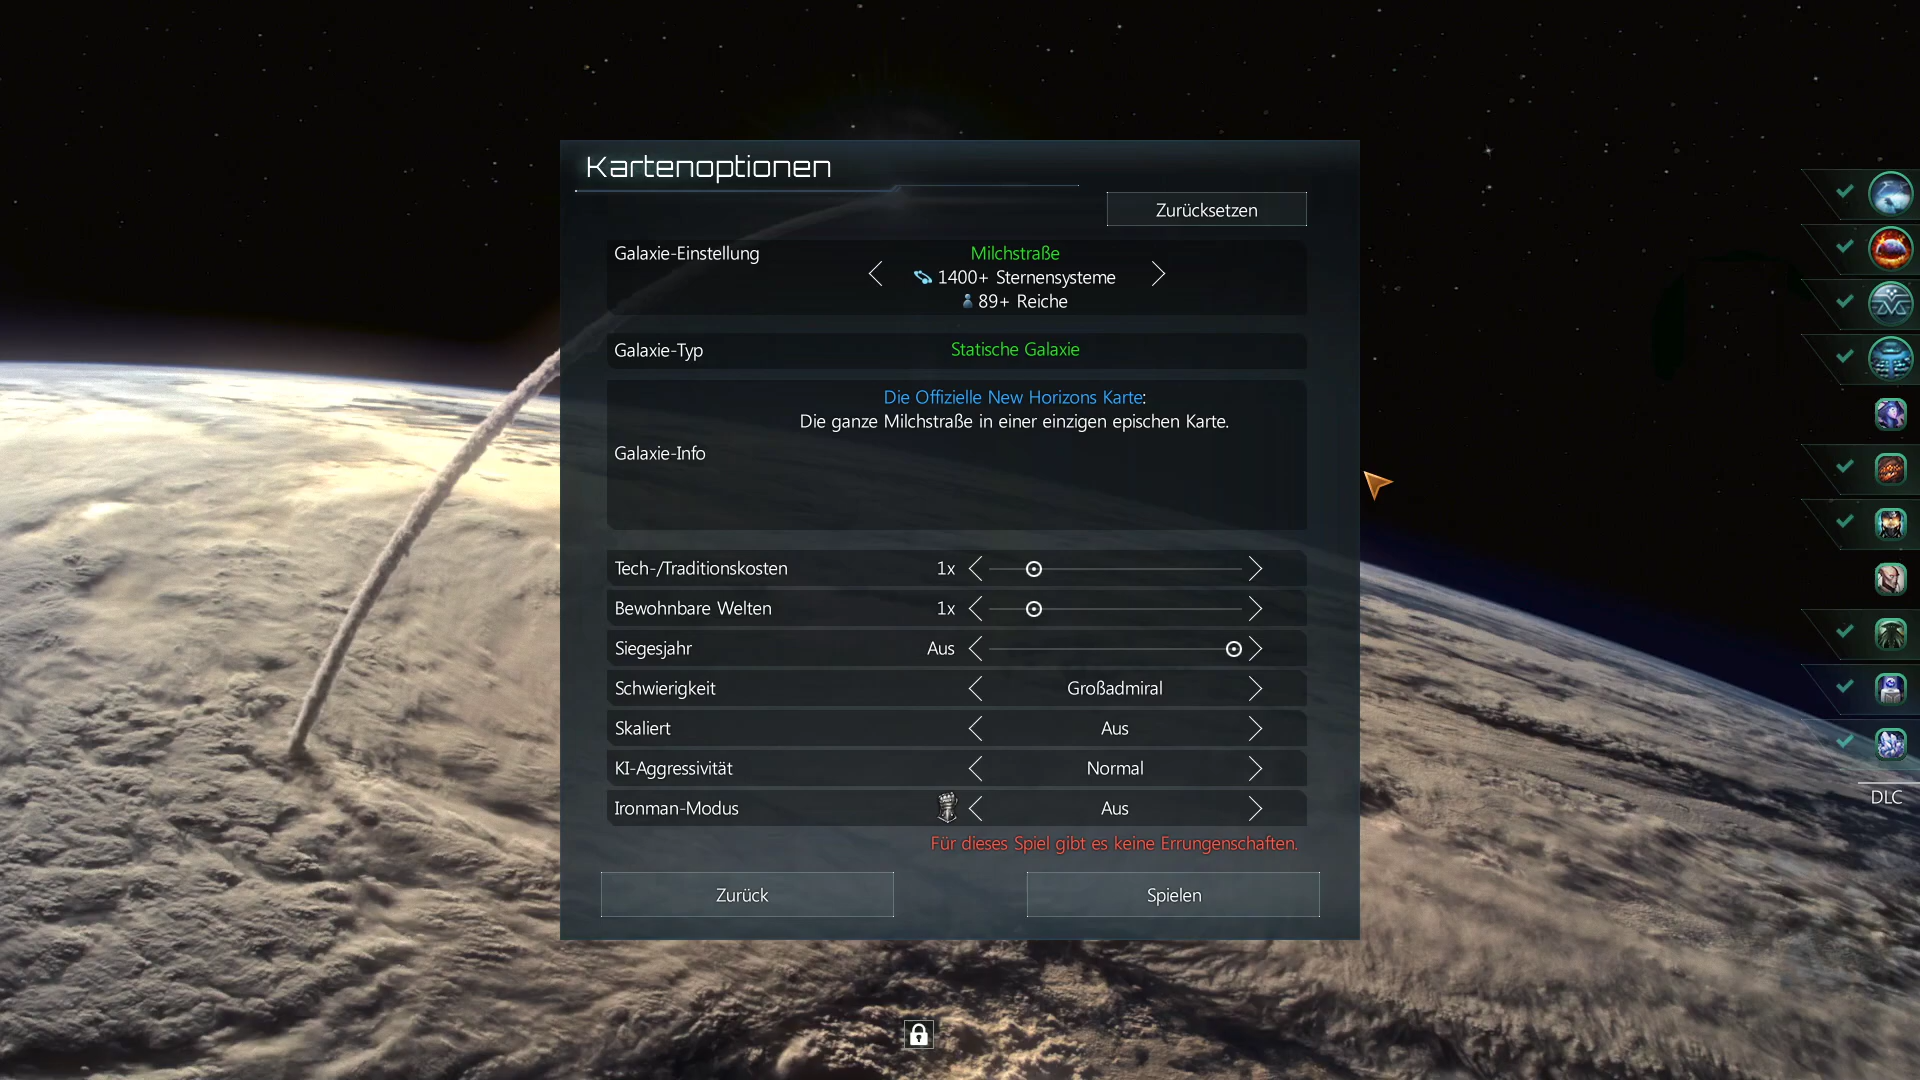 Kartenoptionen
Zurücksetzen
Galaxie-Einstellung
Milchstraße
1400+ Sternensysteme
89+ Reiche
Galaxie-Typ
Statische Galaxie
Die Offizielle New Horizons Karte:
Die ganze Milchstraße in einer einzigen epischen Karte.
Galaxie-Info
Tech-/Traditionskosten 1x
Bewohnbare Welten 1x
Siegesjahr Aus
Schwierigkeit Großadmiral
Skaliert Aus
KI-Aggressivität Normal
Ironman-Modus Aus
Für dieses Spiel gibt es keine Errungenschaften.
Zurück
Spielen
DLC